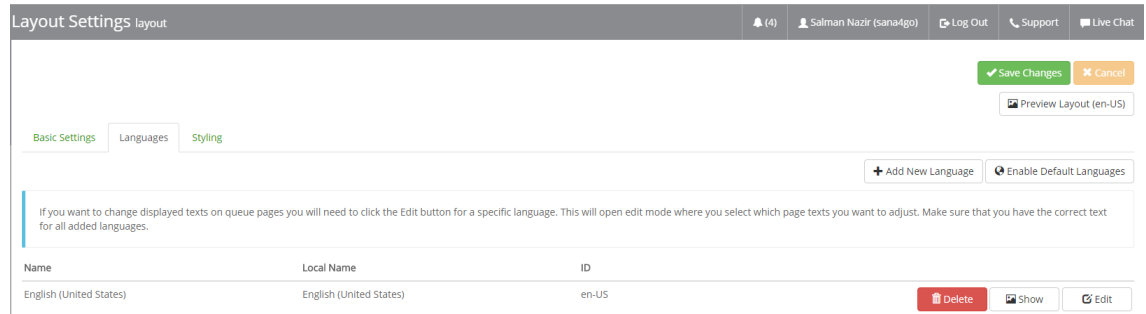 Layout Settings layout
(4)
Salman Nazir (sana4go)
Log Out
Support
Live Chat
Save Changes
Cancel
Preview Layout (en-US)
Basic Settings
Languages
Styling
Add New Language
Enable Default Languages
If you want to change displayed texts on queue pages you will need to click the Edit button for a specific language. This will open edit mode where you select which page texts you want to adjust. Make sure that you have the correct text
for all added languages.
Name Local Name ID
English (United States) English (United States) en-US Delete Show Edit